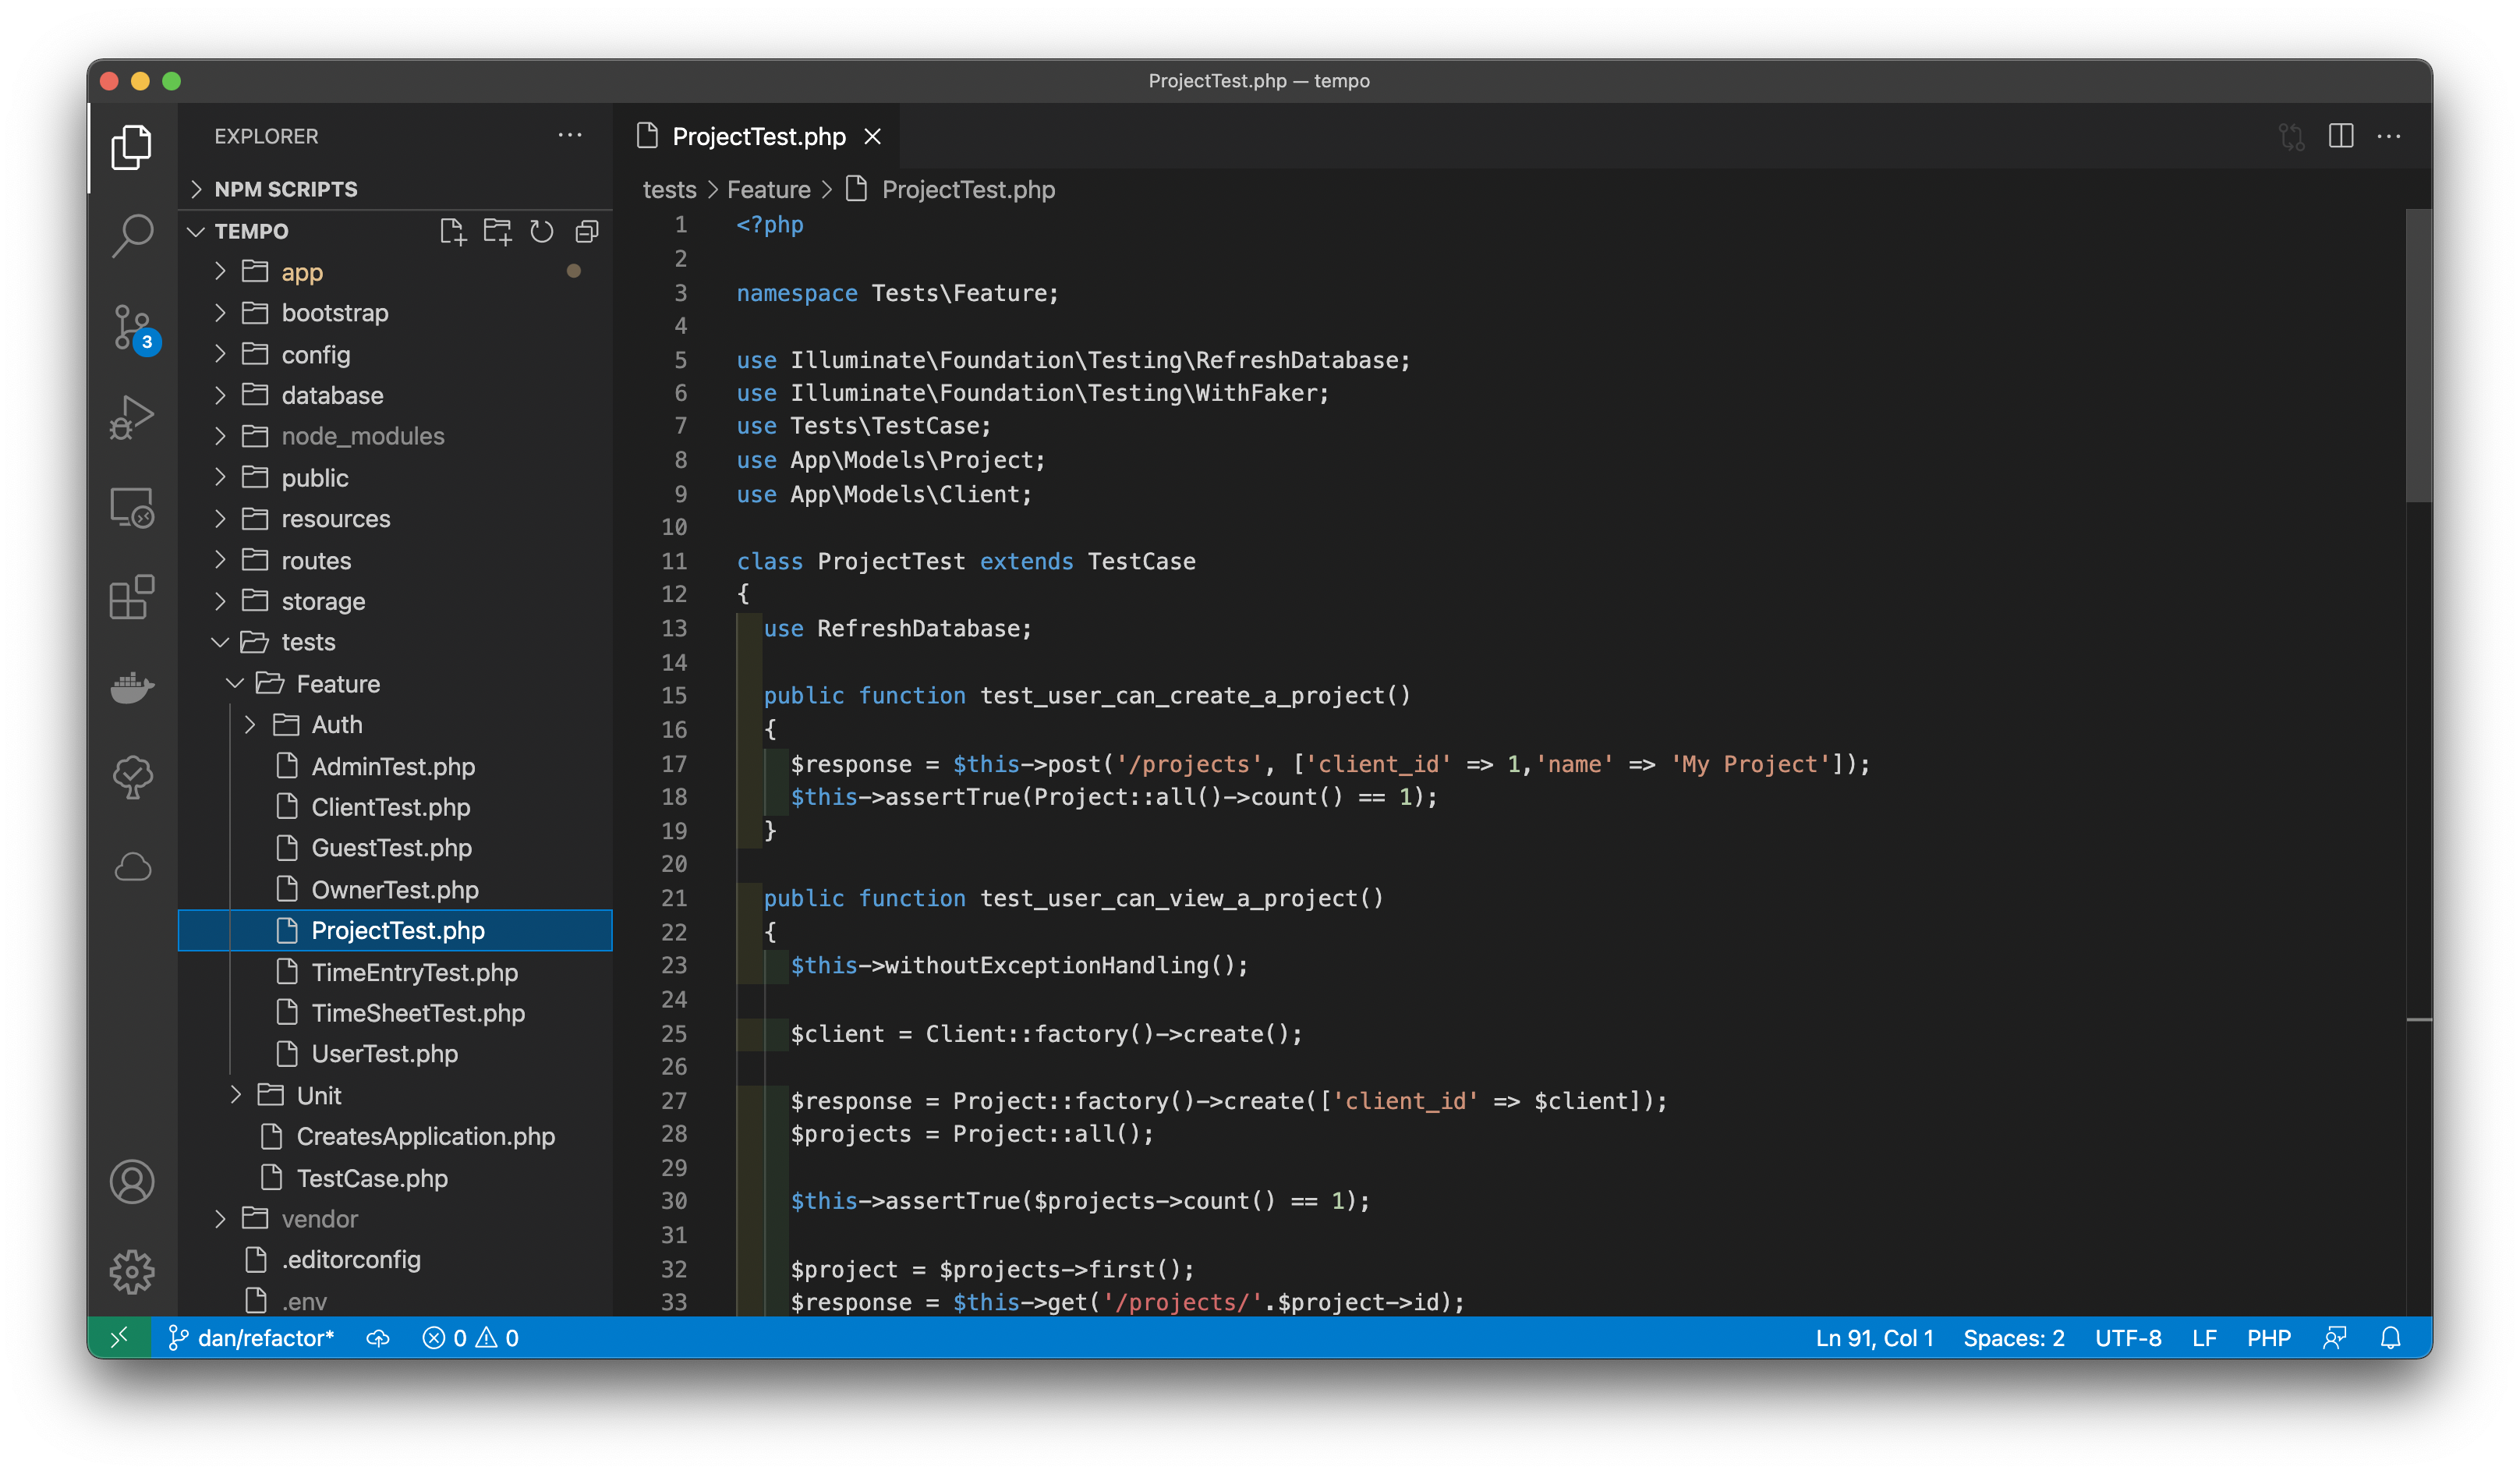 ProjectTest.php — tempo
EXPLORER
NPM SCRIPTS
TEMPO
app
bootstrap
config
database
node_modules
public
resources
routes
storage
tests
Feature
Auth
AdminTest.php
ClientTest.php
GuestTest.php
OwnerTest.php
ProjectTest.php
TimeEntryTest.php
TimeSheetTest.php
UserTest.php
Unit
CreatesApplication.php
TestCase.php
vendor
.editorconfig
.env
3
ProjectTest.php
tests > Feature > ProjectTest.php
1 <?php
2
3 namespace Tests\Feature;
4
5 use Illuminate\Foundation\Testing\RefreshDatabase;
6 use Illuminate\Foundation\Testing\WithFaker;
7 use Tests\TestCase;
8 use App\Models\Project;
9 use App\Models\Client;
10
11 class ProjectTest extends TestCase
12 {
13   use RefreshDatabase;
14
15   public function test_user_can_create_a_project()
16   {
17     $response = $this->post('/projects', ['client_id' => 1,'name' => 'My Project']);
18     $this->assertTrue(Project::all()->count() == 1);
19   }
20
21   public function test_user_can_view_a_project()
22   {
23     $this->withoutExceptionHandling();
24
25     $client = Client::factory()->create();
26
27     $response = Project::factory()->create(['client_id' => $client]);
28     $projects = Project::all();
29
30     $this->assertTrue($projects->count() == 1);
31
32     $project = $projects->first();
33     $response = $this->get('/projects/'.$project->id);
dan/refactor* 0 0 Ln 91, Col 1 Spaces: 2 UTF-8 LF PHP